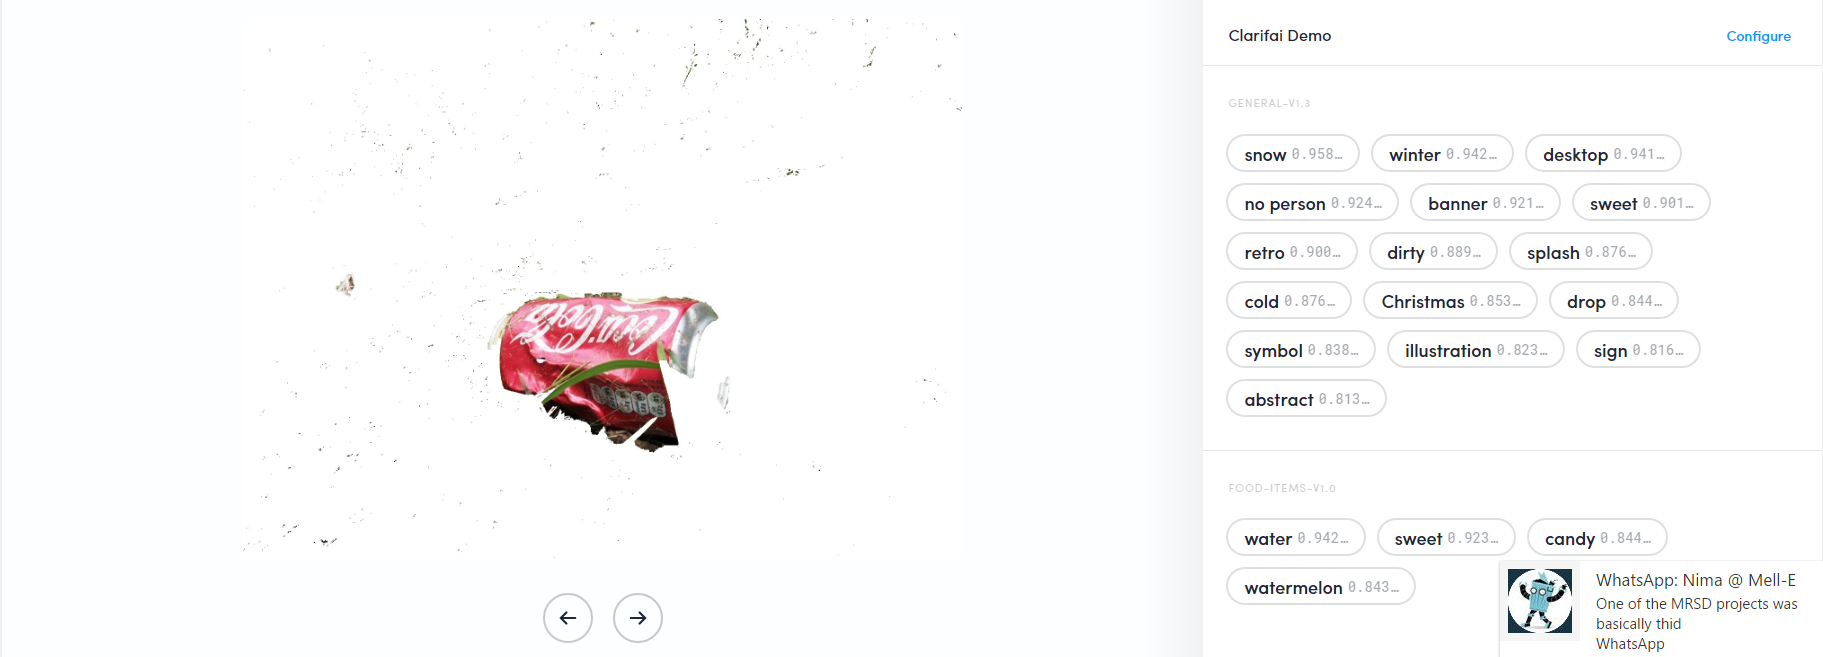 Coca-Cola
Clarifai Demo
Configure
GENERAL-V1.3
snow 0.958…
winter 0.942…
desktop 0.941…
no person 0.924…
banner 0.921…
sweet 0.901…
retro 0.900…
dirty 0.889…
splash 0.876…
cold 0.876…
Christmas 0.853…
drop 0.844…
symbol 0.838…
illustration 0.823…
sign 0.816…
abstract 0.813…
FOOD-ITEMS-V1.0
water 0.942…
sweet 0.923…
candy 0.844…
watermelon 0.843…
WhatsApp: Nima @ Mell-E
One of the MRSD projects was
basically thid
WhatsApp